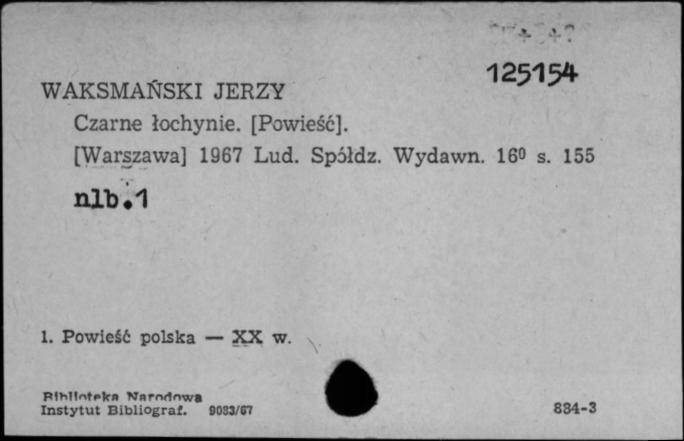 125154
WAKSMAŃSKI JERZY
Czarne łochynie. [Powieść].
[Warszawa] 1967 Lud. Spółdz. Wydawn. 16⁰ s. 155
nlb.1
1. Powieść polska — XX w.
Biblioteka Narodowa
Instytut Bibliograf. 9083/67
884-3